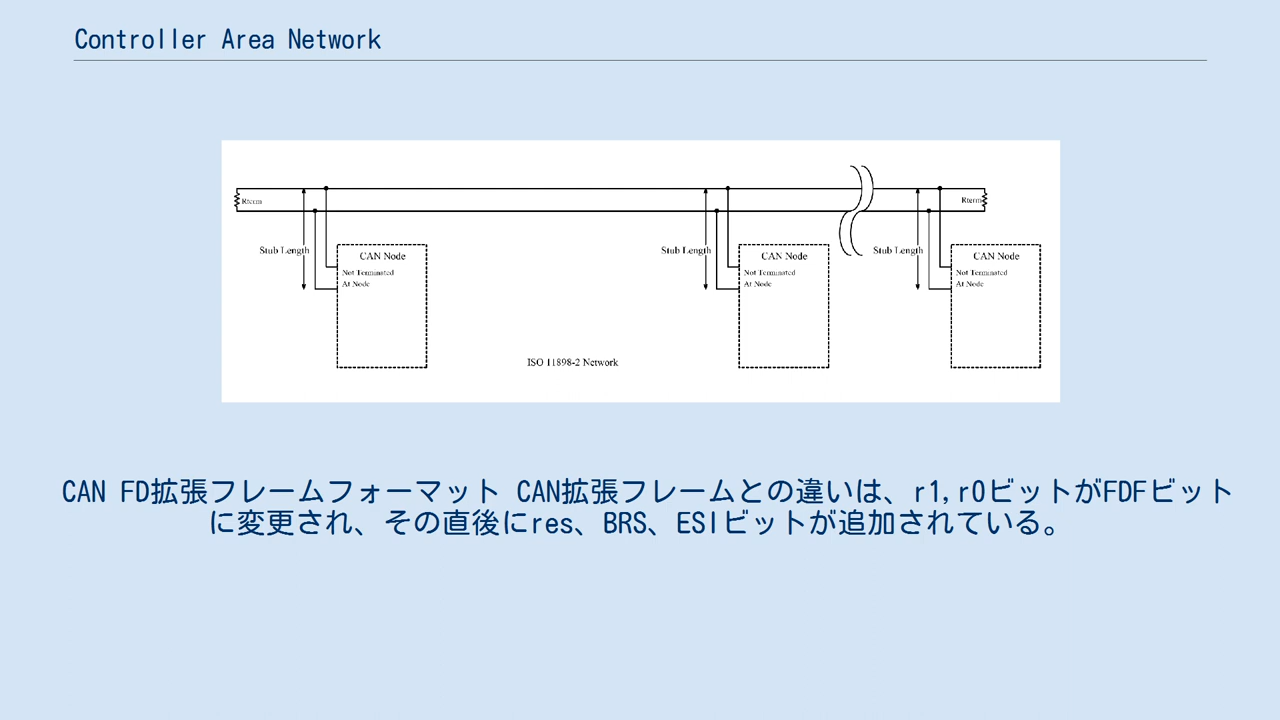 Controller Area Network
Rterm
Rterm
Stub Length
Stub Length
Stub Length
CAN Node
Not Terminated
At Node
CAN Node
Not Terminated
At Node
CAN Node
Not Terminated
At Node
ISO 11898-2 Network
CAN FD拡張フレームフォーマット CAN拡張フレームとの違いは、r1,r0ビットがFDFビット
に変更され、その直後にres、BRS、ESIビットが追加されている。